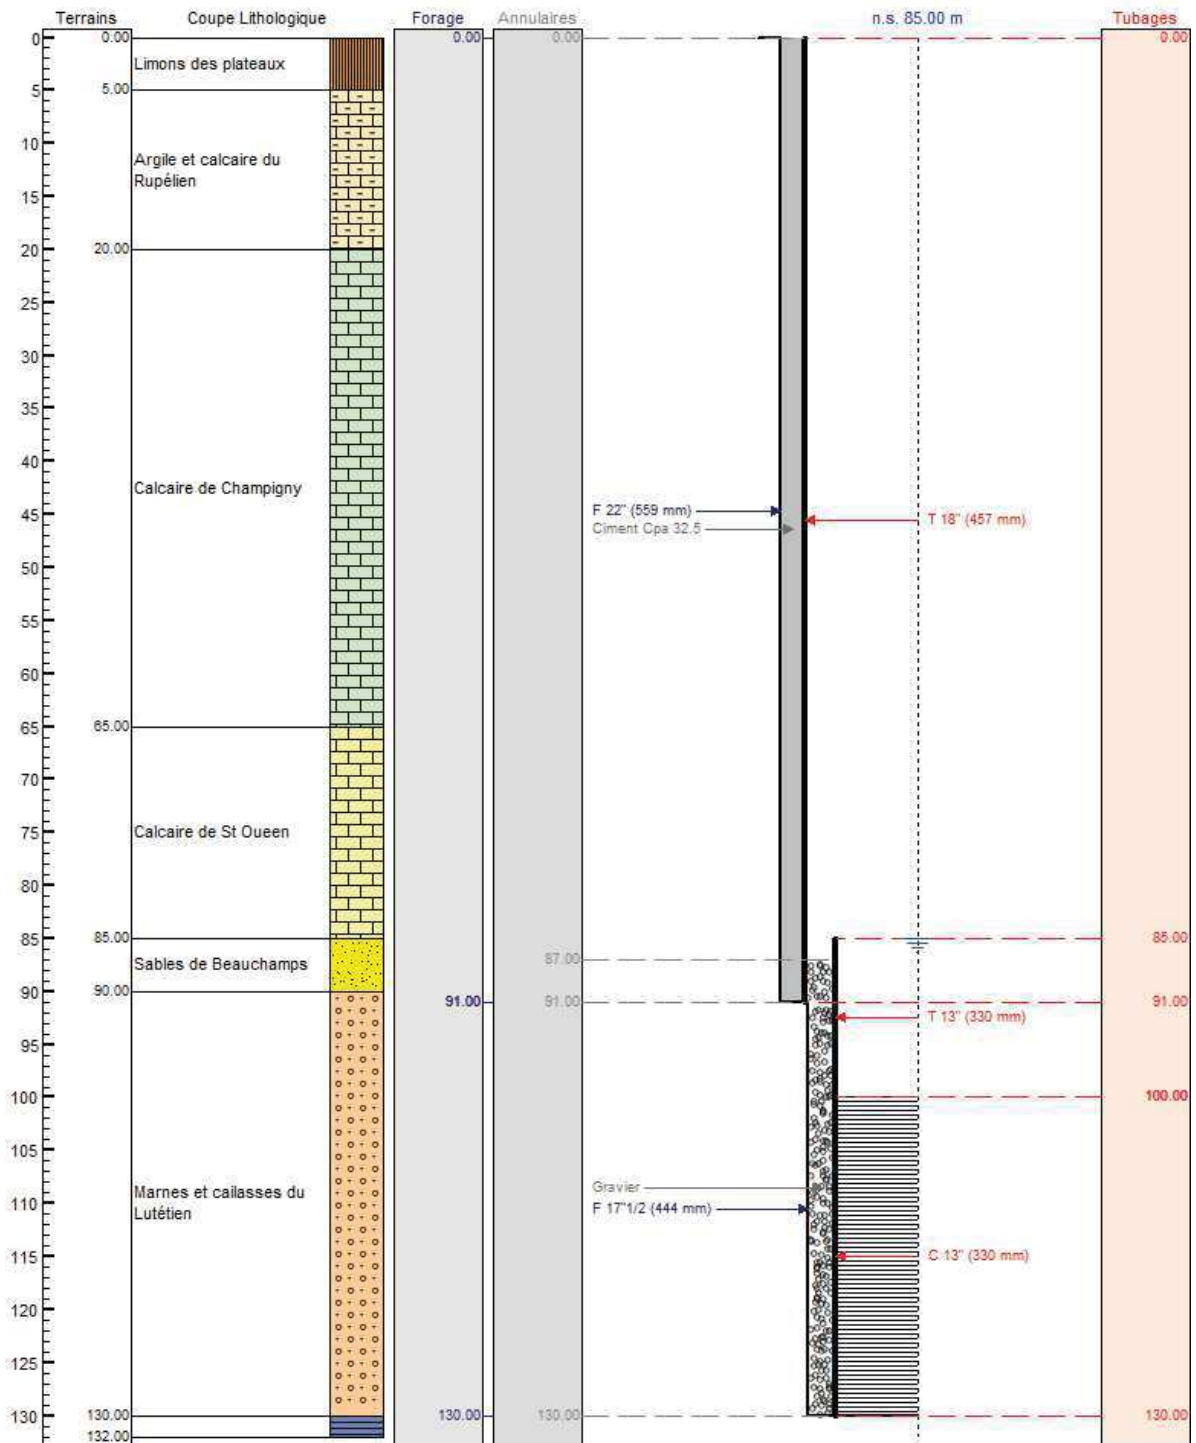 Terrains
Coupe Lithologique
Forage
Annulaires
n.s. 85.00 m
Tubages
0
5
10
15
20
25
30
35
40
45
50
55
60
65
70
75
80
85
90
95
100
105
110
115
120
125
130
0.00
5.00
20.00
65.00
85.00
90.00
130.00
132.00
Limons des plateaux
Argile et calcaire du
Rupélien
Calcaire de Champigny
Calcaire de St Oueen
Sables de Beauchamps
Marnes et cailasses du
Lutétien
0.00
91.00
130.00
0.00
87.00
91.00
130.00
F 22" (559 mm)
Ciment Cpa 32.5
T 18" (457 mm)
T 13" (330 mm)
Gravier
F 17"1/2 (444 mm)
C 13" (330 mm)
0.00
85.00
91.00
100.00
130.00